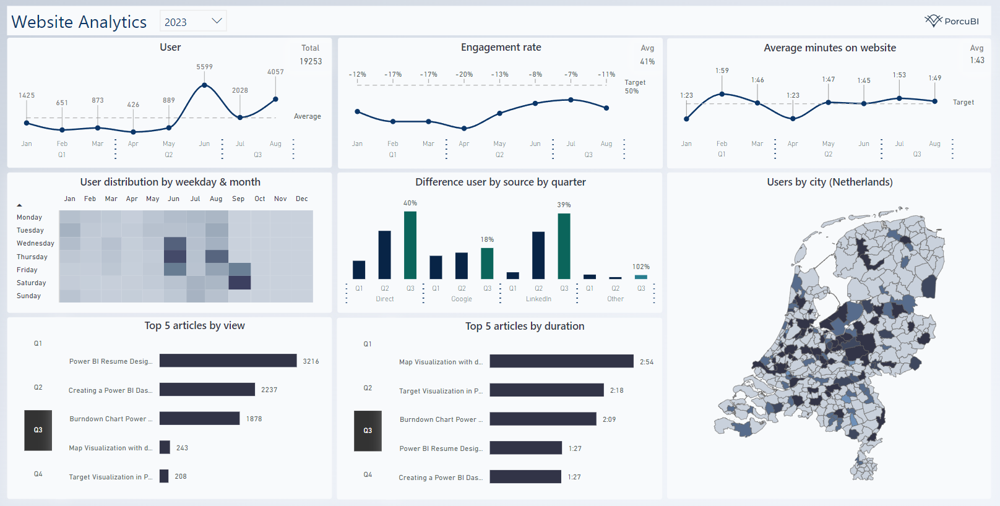 Website Analytics
2023
PorcuBI
User
Total
19253
5599
4057
1425
651
873
426
889
2028
Average
Jan Feb Mar Apr May Jun Jul Aug
Q1 Q2 Q3
Engagement rate
Avg
41%
-12% -17% -17% -20% -13% -8% -7% -11%
Target
50%
Jan Feb Mar Apr May Jun Jul Aug
Q1 Q2 Q3
Average minutes on website
Avg
1:43
1:23 1:59 1:46 1:23 1:47 1:45 1:53 1:49
Target
Jan Feb Mar Apr May Jun Jul Aug
Q1 Q2 Q3
User distribution by weekday & month
Jan Feb Mar Apr May Jun Jul Aug Sep Oct Nov Dec
Monday
Tuesday
Wednesday
Thursday
Friday
Saturday
Sunday
Difference user by source by quarter
40% 18% 39% 102%
Q1 Q2 Q3 Q1 Q2 Q3 Q1 Q2 Q3 Q1 Q2 Q3
Direct Google LinkedIn Other
Users by city (Netherlands)
Top 5 articles by view
Q1
Q2
Q3
Q4
Power BI Resume Desig... 3216
Creating a Power BI Das... 2237
Burndown Chart Power ... 1878
Map Visualization with d... 243
Target Visualization in P... 208
Top 5 articles by duration
Q1
Q2
Q3
Q4
Map Visualization with d... 2:54
Target Visualization in P... 2:18
Burndown Chart Power ... 2:09
Power BI Resume Desig... 1:27
Creating a Power BI Das... 1:27